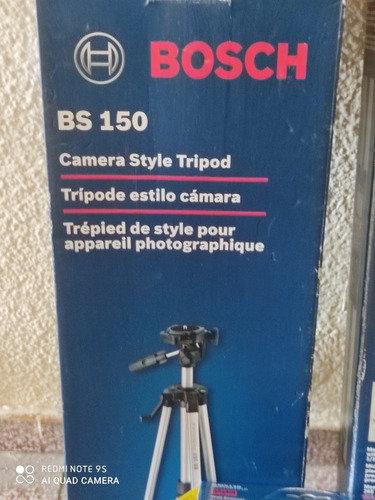 BOSCH
BS 150
Camera Style Tripod
Trípode estilo cámara
Trépied de style pour
appareil photographique
REDMI NOTE 9S
AI QUAD CAMERA